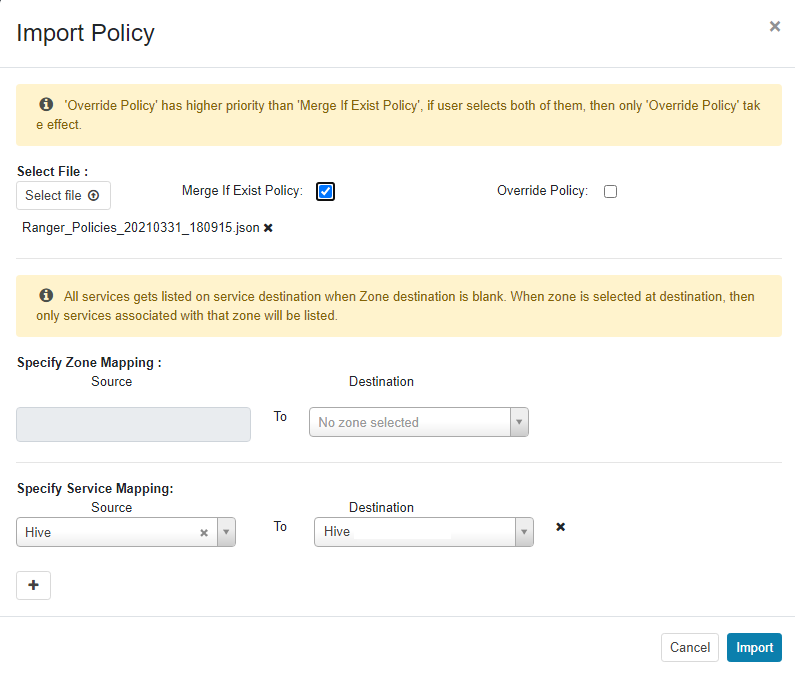 Import Policy
'Override Policy' has higher priority than 'Merge If Exist Policy', if user selects both of them, then only 'Override Policy' tak
e effect.
Select File :
Select file
Merge If Exist Policy:
Override Policy:
Ranger_Policies_20210331_180915.json
All services gets listed on service destination when Zone destination is blank. When zone is selected at destination, then
only services associated with that zone will be listed.
Specify Zone Mapping :
Source Destination
To No zone selected
Specify Service Mapping:
Source Destination
Hive To Hive
Cancel Import